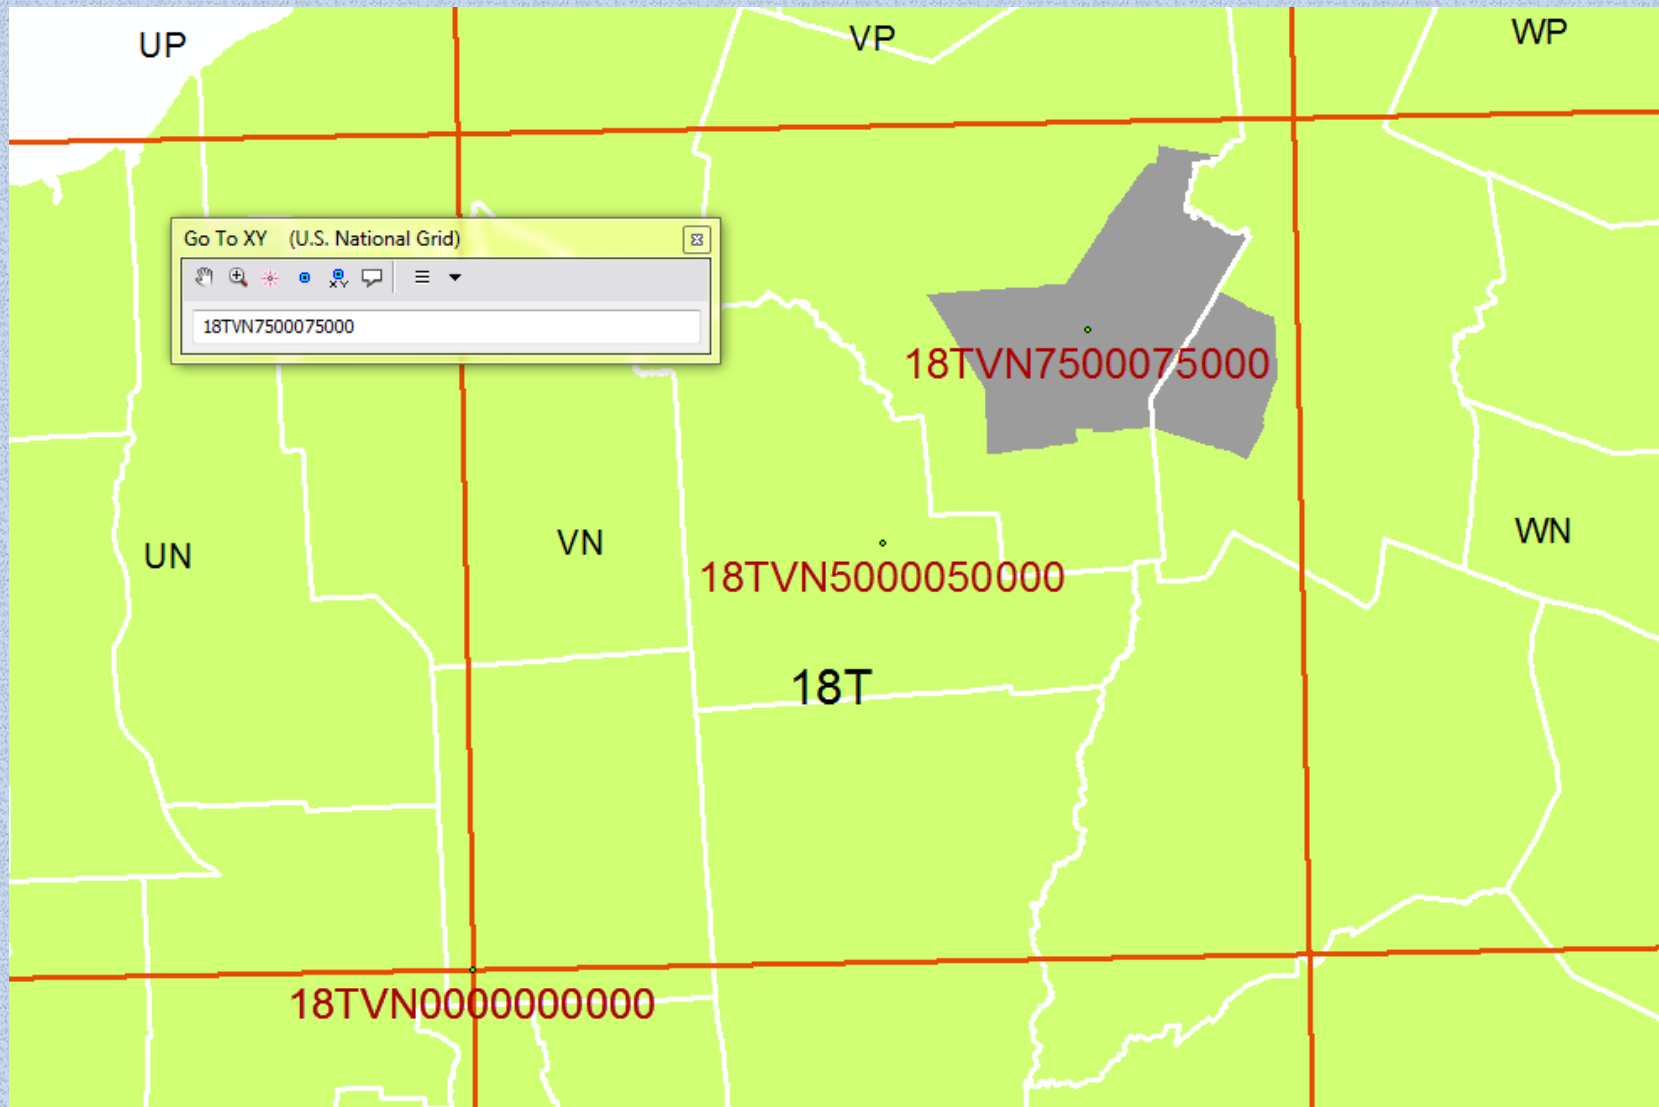 UP
VP
WP
Go To XY (U.S. National Grid)
X Y
18TVN7500075000
18TVN7500075000
UN
VN
WN
18TVN5000050000
18T
18TVN0000000000